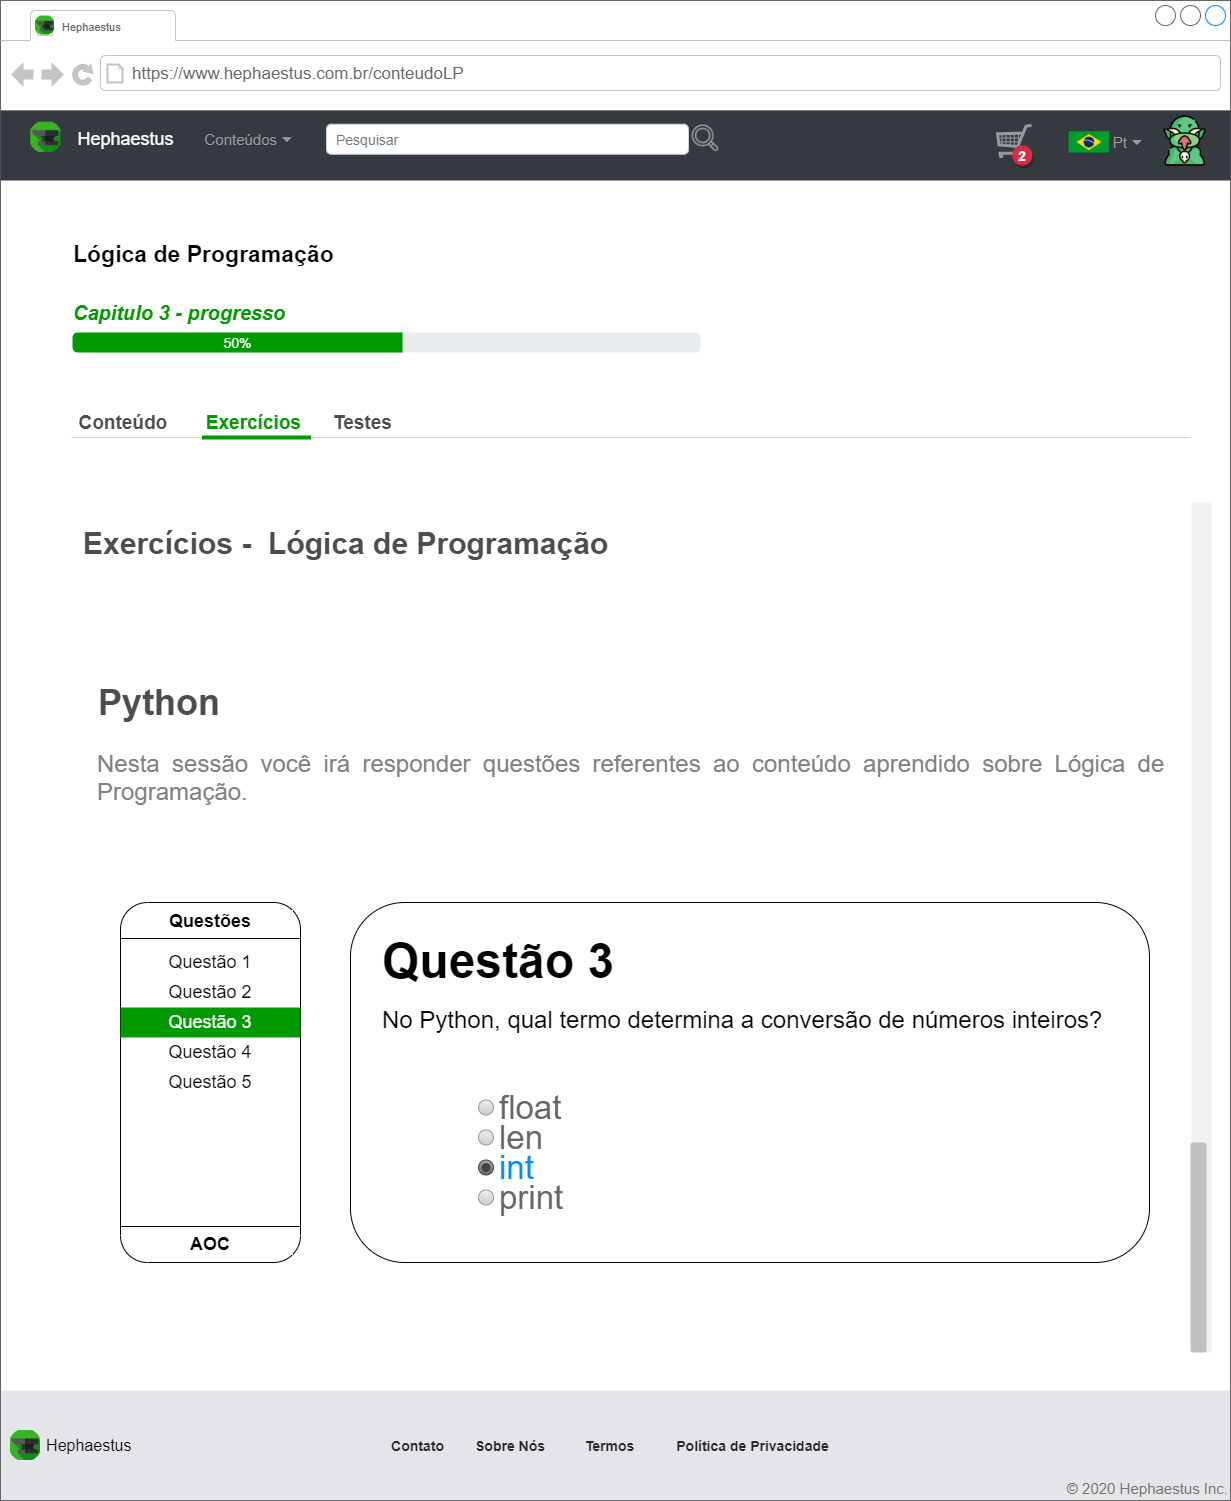 Hephaestus
https://www.hephaestus.com.br/conteudoLP
Hephaestus Conteúdos Pesquisar 2 Pt
Lógica de Programação
Capitulo 3 - progresso
50%
Conteúdo Exercícios Testes
Exercícios - Lógica de Programação
Python
Nesta sessão você irá responder questões referentes ao conteúdo aprendido sobre Lógica de
Programação.
Questões
Questão 1
Questão 2
Questão 3
Questão 4
Questão 5
AOC
Questão 3
No Python, qual termo determina a conversão de números inteiros?
float
len
int
print
Hephaestus Contato Sobre Nós Termos Política de Privacidade
© 2020 Hephaestus Inc.